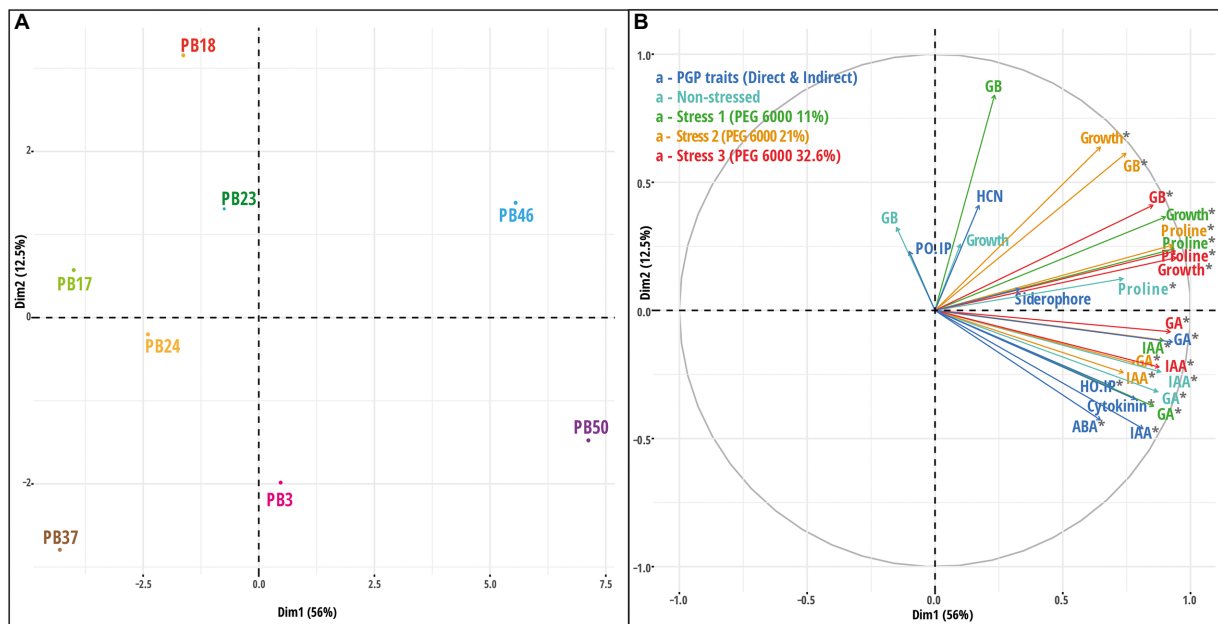 A
PB18
PB23
PB46
PB17
PB24
PB50
PB3
PB37
2
0
-2
Dim2 (12.5%)
-2.5
0.0
2.5
5.0
7.5
Dim1 (56%)
B
a - PGP traits (Direct & Indirect)
a - Non-stressed
a - Stress 1 (PEG 6000 11%)
a - Stress 2 (PEG 6000 21%)
a - Stress 3 (PEG 6000 32.6%)
GB
Growth*
GB*
HCN
GB*
GB
Growth*
Proline*
PO.IP
Growth
Proline*
Proline*
Growth*
Proline*
Siderophore
GA*
GA*
IAA*
GA*
IAA*
IAA*
IAA*
HO.IP*
GA*
Cytokinin*
GA*
ABA*
IAA*
1.0
0.5
0.0
-0.5
-1.0
Dim2 (12.5%)
-1.0
-0.5
0.0
0.5
1.0
Dim1 (56%)